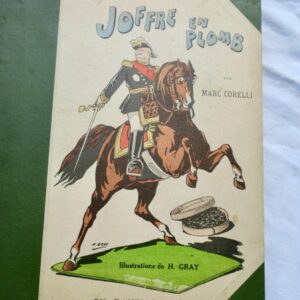 JOFFRE EN
PLOMB
PAR
MARC CORELLI
H. GRAY
Illustrations de H. GRAY